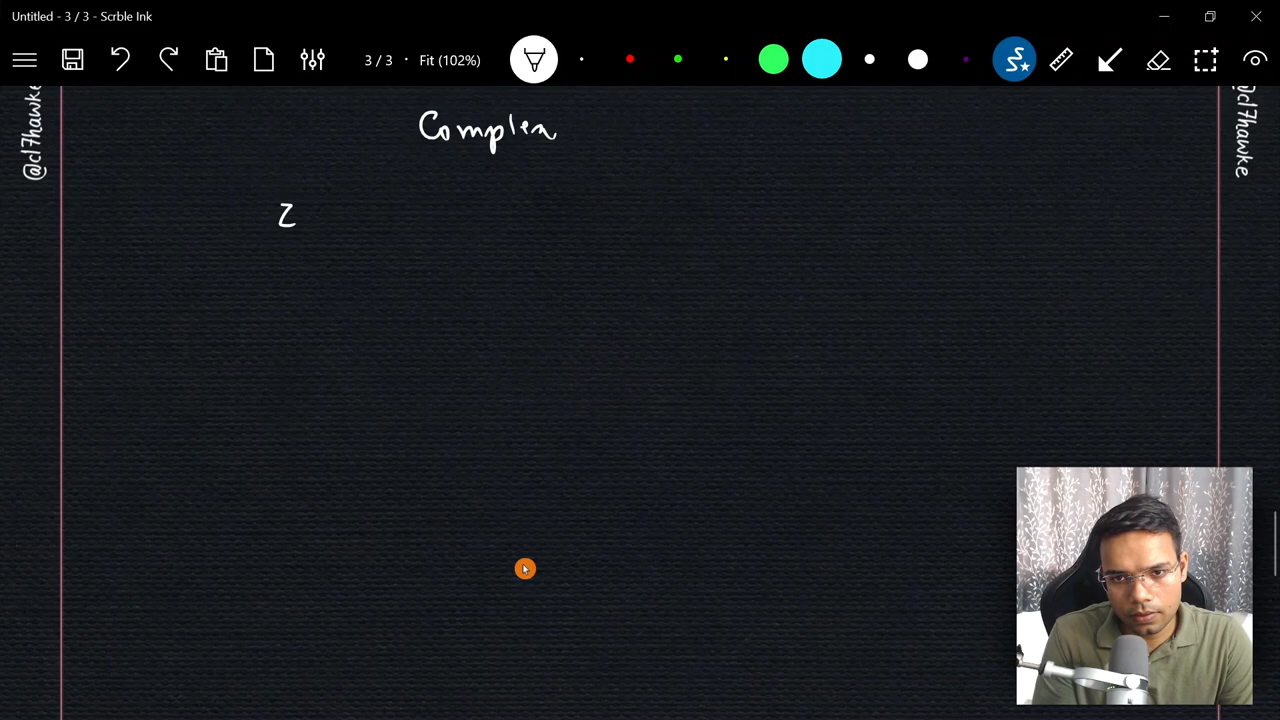 Untitled - 3 / 3 - Scrble Ink
3 / 3 · Fit (102%)
@cl7hawke
@cl7hawke
Complex
Z